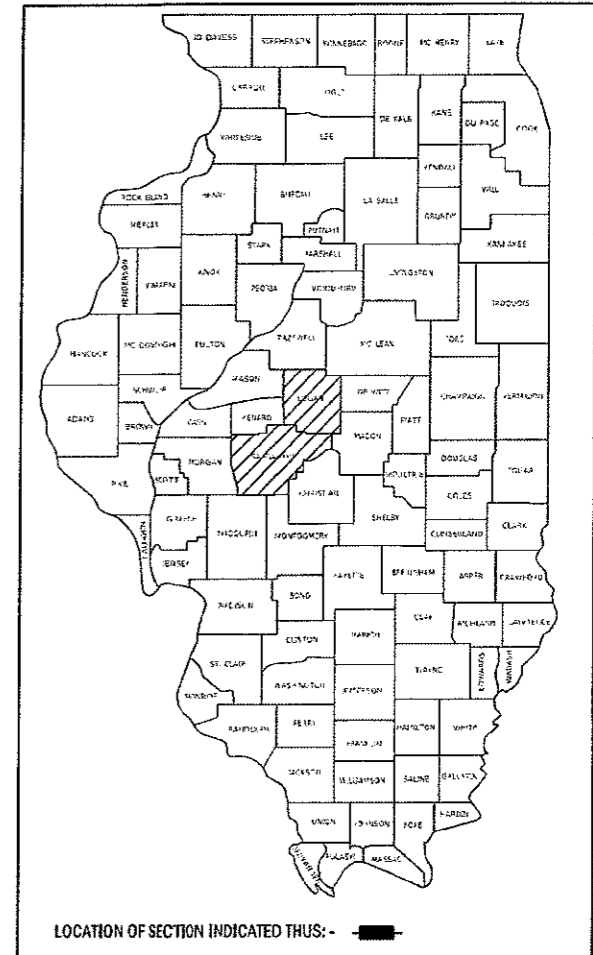 JO DAVIESS STEPHENSON WINNEBAGO BOONE MC HENRY LAKE
CARROLL OGLE
DE KALB KANE COOK
DU PAGE
WHITESIDE LEE
KENDALL WILL
ROCK ISLAND HENRY BUREAU LA SALLE
GRUNDY
MERCER PUTNAM
KANKAKEE
STARK MARSHALL
HENDERSON WARREN KNOX LIVINGSTON
PEORIA WOODFORD IROQUOIS
TAZEWELL FORD
HANCOCK MC DONOUGH FULTON MC LEAN
MASON
SCHUYLER LOGAN DE WITT CHAMPAIGN VERMILION
ADAMS BROWN CASS MENARD MACON PIATT
MORGAN DOUGLAS
PIKE SCOTT MOULTRIE EDGAR
CHRISTIAN COLES
GREENE SHELBY
CALHOUN MACOUPIN MONTGOMERY CUMBERLAND CLARK
JERSEY
FAYETTE EFFINGHAM JASPER CRAWFORD
MADISON BOND
CLAY RICHLAND LAWRENCE
CLINTON MARION
ST. CLAIR WAYNE EDWARDS WABASH
WASHINGTON JEFFERSON
MONROE
RANDOLPH PERRY HAMILTON WHITE
FRANKLIN
JACKSON WILLIAMSON SALINE GALLATIN
UNION JOHNSON POPE HARDIN
PULASKI MASSAC
LOCATION OF SECTION INDICATED THUS: -